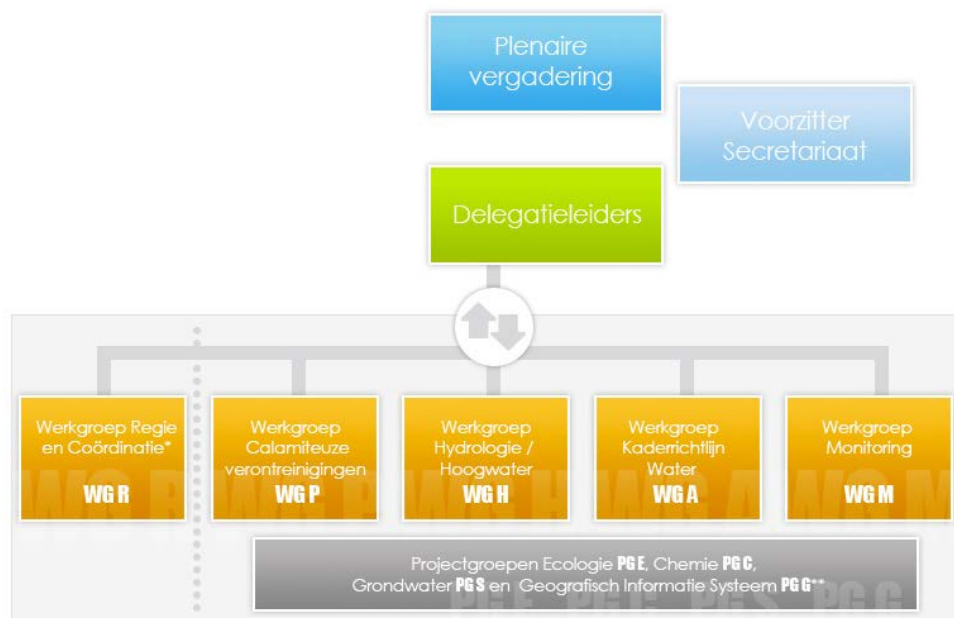 Plenaire
vergadering
Voorzitter
Secretariaat
Delegatieleiders
Werkgroep Regie
en Coördinatie*
WG R
Werkgroep
Calamiteuze
verontreinigingen
WG P
Werkgroep
Hydrologie /
Hoogwater
WG H
Werkgroep
Kaderrichtlijn
Water
WG A
Werkgroep
Monitoring
WG M
Projectgroepen Ecologie PG E, Chemie PG C,
Grondwater PG S en Geografisch Informatie Systeem PG G**